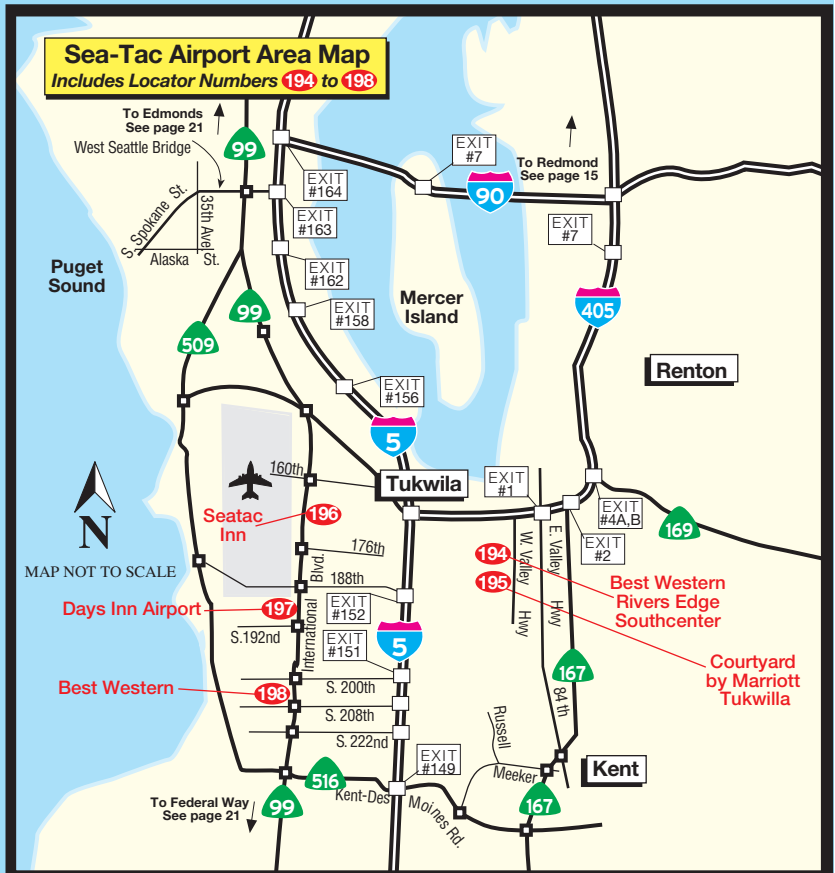 Sea-Tac Airport Area Map
Includes Locator Numbers 194 to 198
To Edmonds
See page 21
West Seattle Bridge
99
EXIT
#164
EXIT
#7
To Redmond
See page 15
90
S. Spokane St.
35th Ave
Alaska St.
EXIT
#163
EXIT
#7
EXIT
#162
Puget
Sound
99
EXIT
#158
Mercer
Island
405
509
Renton
EXIT
#156
5
160th
Tukwila
EXIT
#1
EXIT
#4A,B
N
MAP NOT TO SCALE
Seatac
Inn
196
169
EXIT
#2
176th
W. Valley Hwy
E. Valley Hwy
194
195
Best Western
Rivers Edge
Southcenter
188th
International Blvd.
Days Inn Airport
197
EXIT
#152
S.192nd
EXIT
#151
5
Courtyard
by Marriott
Tukwilla
Best Western
198
S. 200th
167
84 th
S. 208th
Russell
S. 222nd
EXIT
#149
Meeker
Kent
516
Kent-Des Moines Rd.
To Federal Way
See page 21
99
167